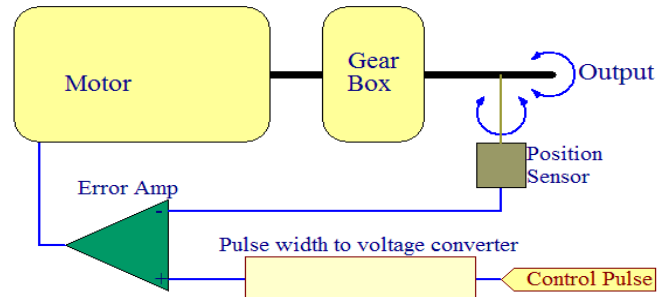 Motor
Gear
Box
Output
Position
Sensor
Error Amp
-
Pulse width to voltage converter
+
Control Pulse